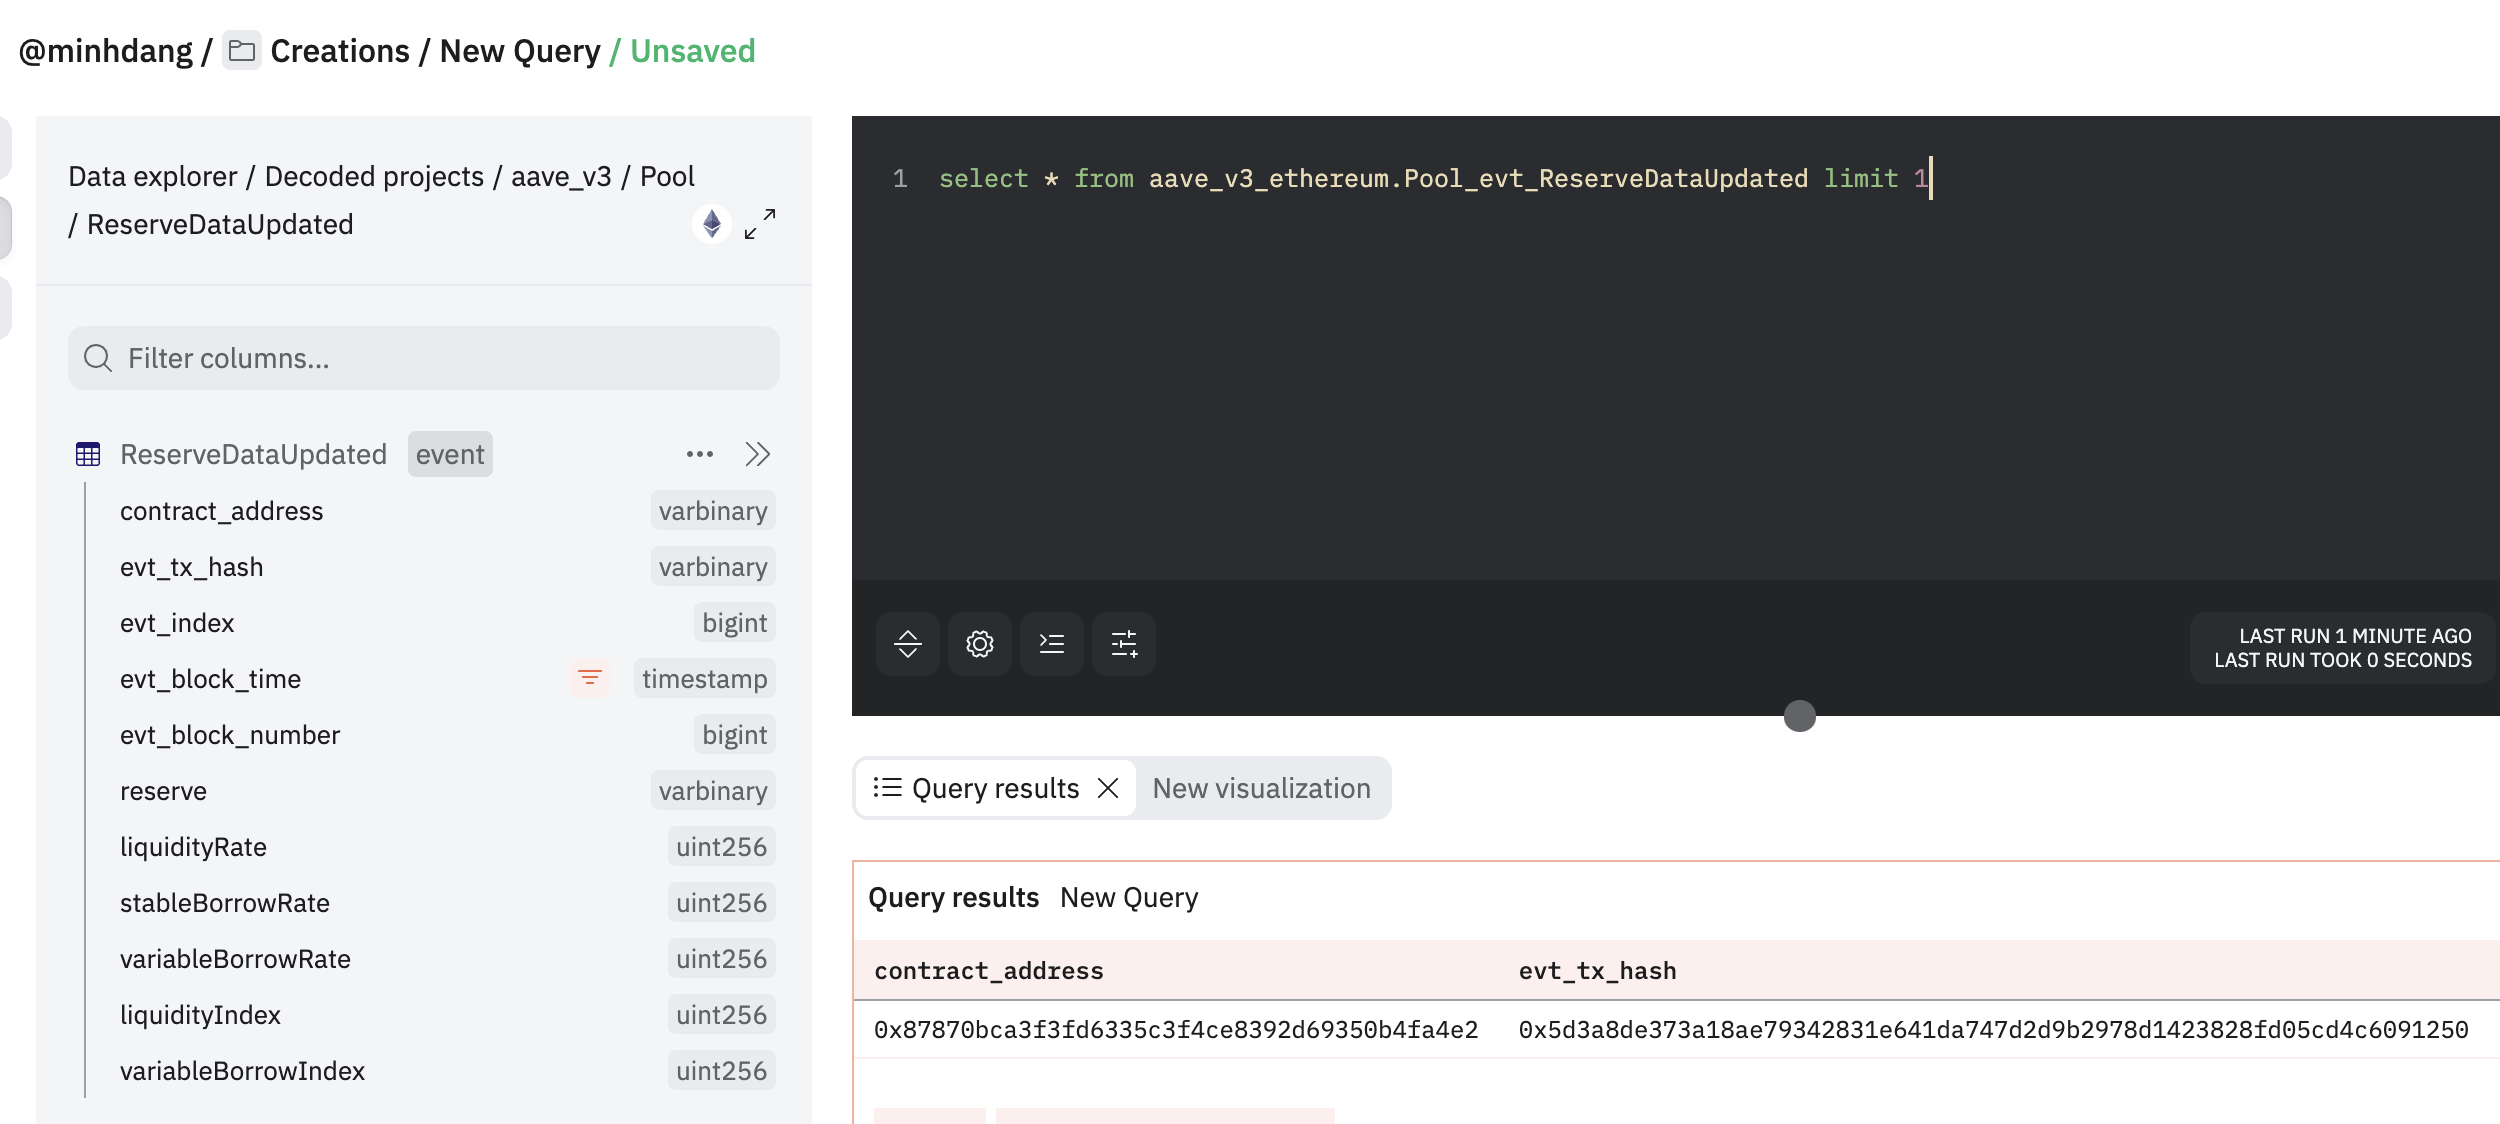 @minhdang / Creations / New Query / Unsaved
Data explorer / Decoded projects / aave_v3 / Pool
/ ReserveDataUpdated
Filter columns...
ReserveDataUpdated event
contract_address varbinary
evt_tx_hash varbinary
evt_index bigint
evt_block_time timestamp
evt_block_number bigint
reserve varbinary
liquidityRate uint256
stableBorrowRate uint256
variableBorrowRate uint256
liquidityIndex uint256
variableBorrowIndex uint256
1 select * from aave_v3_ethereum.Pool_evt_ReserveDataUpdated limit 1
LAST RUN 1 MINUTE AGO
LAST RUN TOOK 0 SECONDS
Query results New visualization
Query results New Query
contract_address evt_tx_hash
0x87870bca3f3fd6335c3f4ce8392d69350b4fa4e2 0x5d3a8de373a18ae79342831e641da747d2d9b2978d1423828fd05cd4c6091250